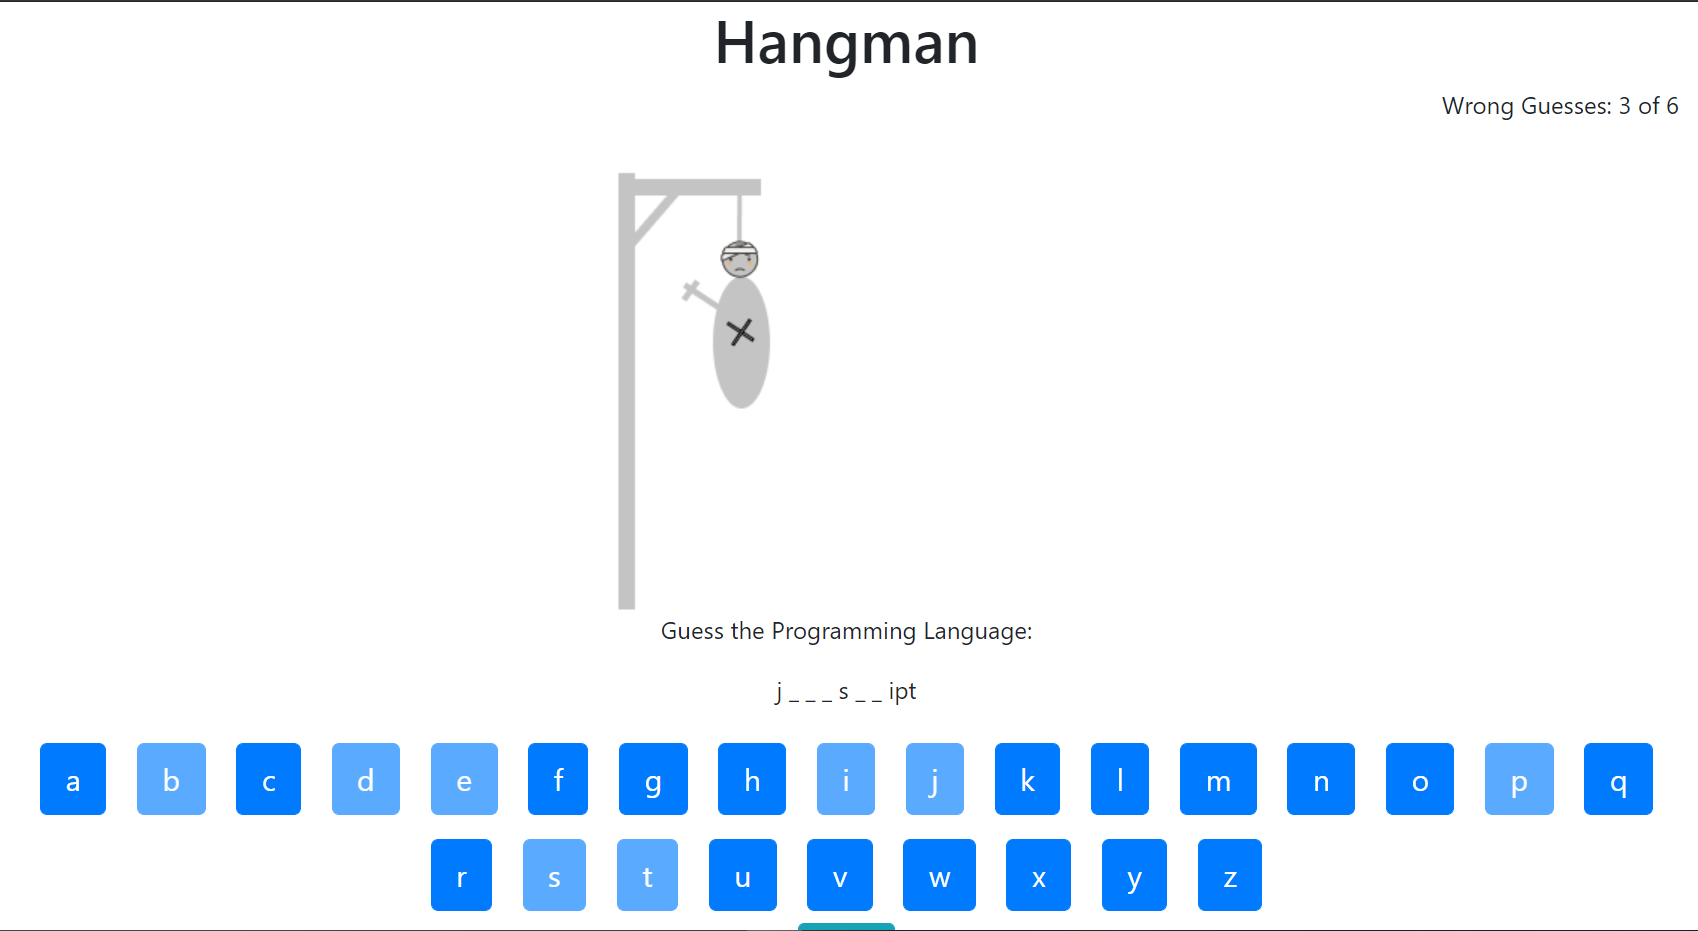 Hangman
Wrong Guesses: 3 of 6
Guess the Programming Language:
j _ _ _ s _ _ ipt
a b c d e f g h i j k l m n o p q
r s t u v w x y z